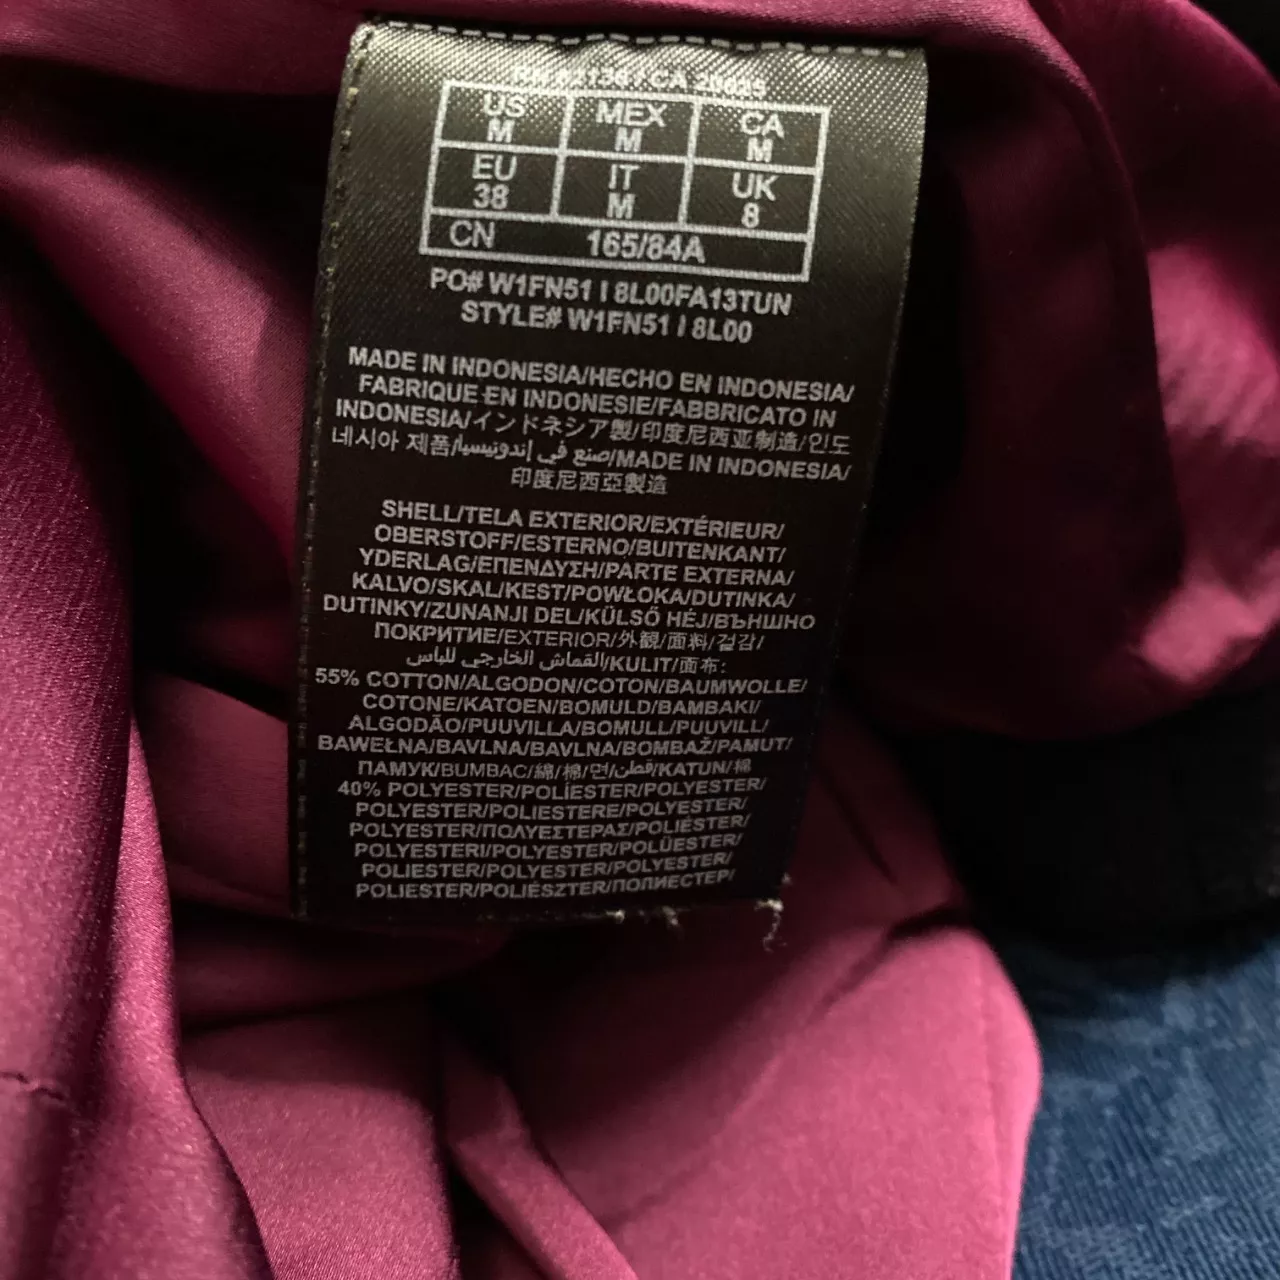 RN 62136 / CA 20635
US MEX CA
M M M
EU IT UK
38 M 8
CN 165/84A
PO# W1FN51 I 8L00FA13TUN
STYLE# W1FN51 I 8L00
MADE IN INDONESIA/HECHO EN INDONESIA/
FABRIQUE EN INDONESIE/FABBRICATO IN
INDONESIA/インドネシア製/印度尼西亚制造/인도
네시아 제품/صنع في إندونيسيا/MADE IN INDONESIA/
印度尼西亞製造
SHELL/TELA EXTERIOR/EXTÉRIEUR/
OBERSTOFF/ESTERNO/BUITENKANT/
YDERLAG/ΕΠΕΝΔΥΣΗ/PARTE EXTERNA/
KALVO/SKAL/KEST/POWŁOKA/DUTINKA/
DUTINKY/ZUNANJI DEL/KÜLSŐ HÉJ/ВЪНШНО
ПОКРИТИЕ/EXTERIOR/外観/面料/겉감/
القماش الخارجي للباس/KULIT/面布:
55% COTTON/ALGODON/COTON/BAUMWOLLE/
COTONE/KATOEN/BOMULD/BAMBAKI/
ALGODÃO/PUUVILLA/BOMULL/PUUVILL/
BAWEŁNA/BAVLNA/BAVLNA/BOMBAŽ/PAMUT/
ПАМУК/BUMBAC/綿/棉/면/قطن/KATUN/棉
40% POLYESTER/POLÍESTER/POLYESTER/
POLYESTER/POLIESTERE/POLYESTER/
POLYESTER/ΠΟΛΥΕΣΤΕΡΑΣ/POLIÉSTER/
POLYESTERI/POLYESTER/POLÜESTER/
POLIESTER/POLYESTER/POLYESTER/
POLIESTER/POLIÉSZTER/ПОЛИЕСТЕР/